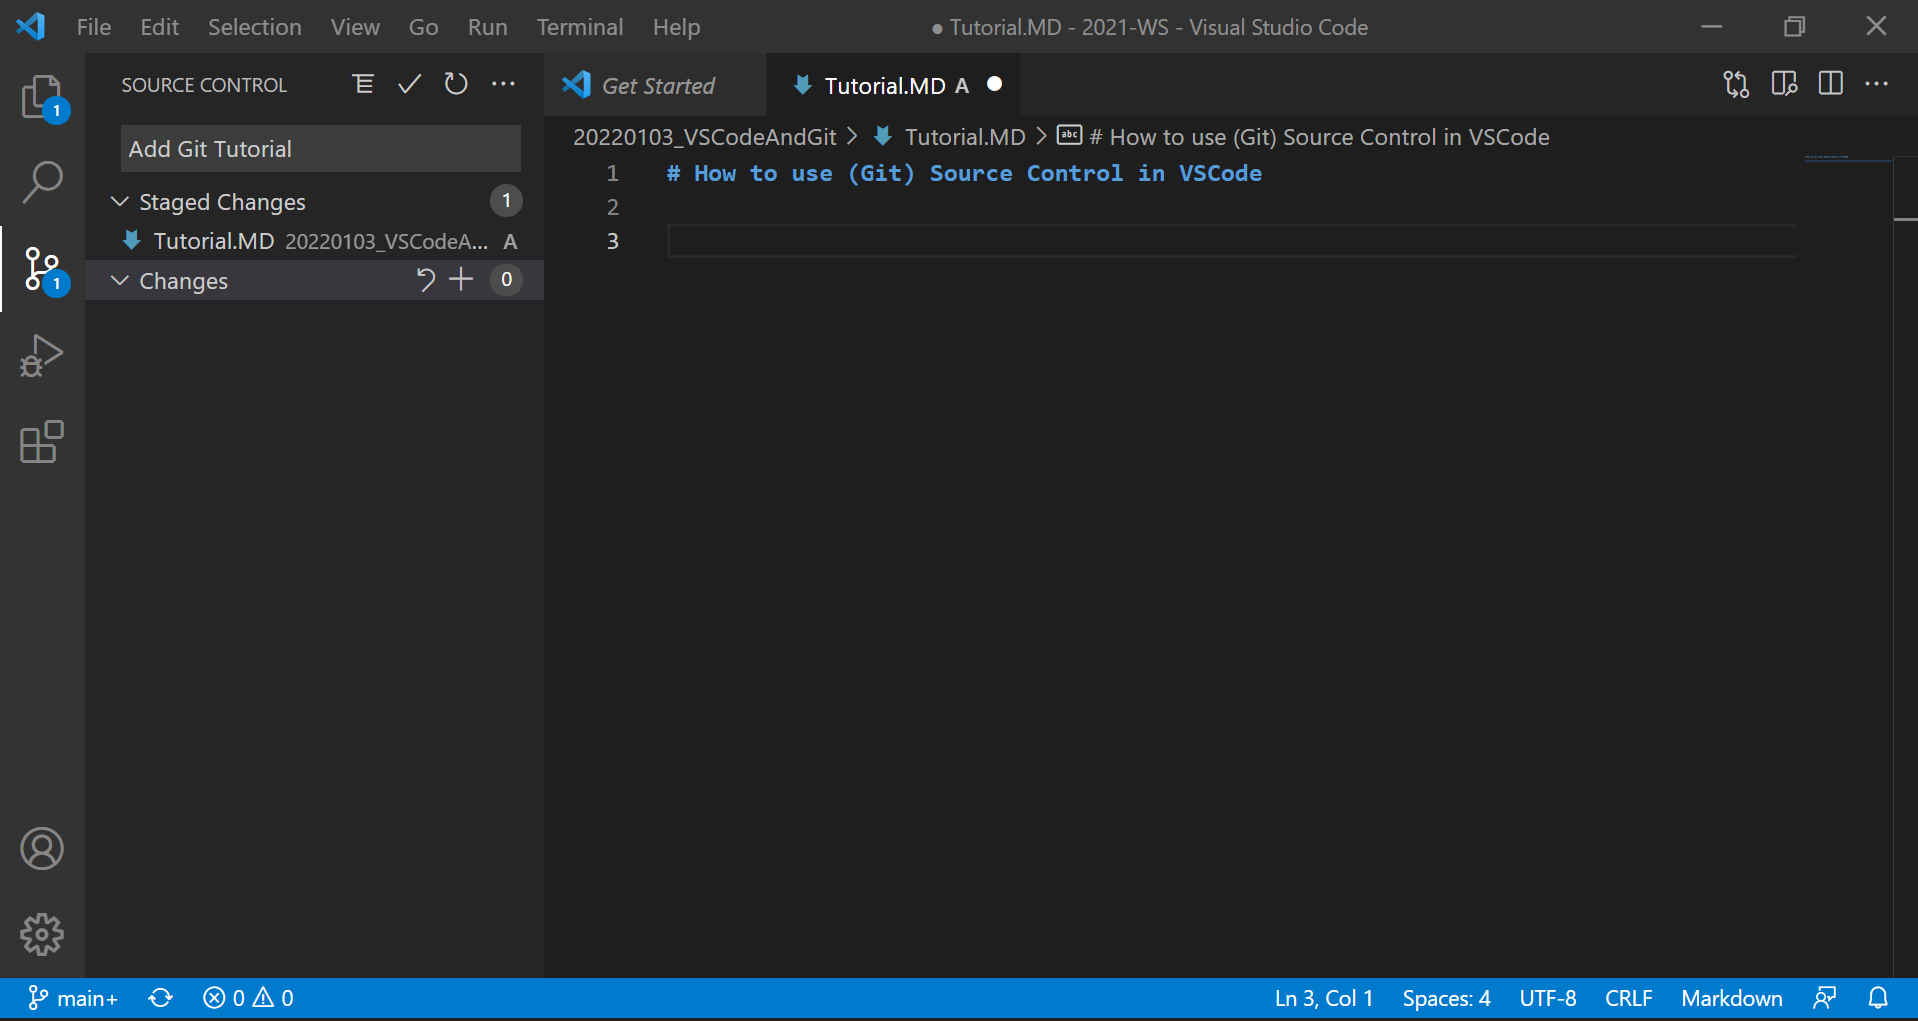 File Edit Selection View Go Run Terminal Help ● Tutorial.MD - 2021-WS - Visual Studio Code
SOURCE CONTROL
Get Started Tutorial.MD A
1
Add Git Tutorial
20220103_VSCodeAndGit > Tutorial.MD > abc # How to use (Git) Source Control in VSCode
1 # How to use (Git) Source Control in VSCode
Staged Changes 1
2
Tutorial.MD 20220103_VSCodeA... A
3
1
Changes 0
main+ 0 0 Ln 3, Col 1 Spaces: 4 UTF-8 CRLF Markdown